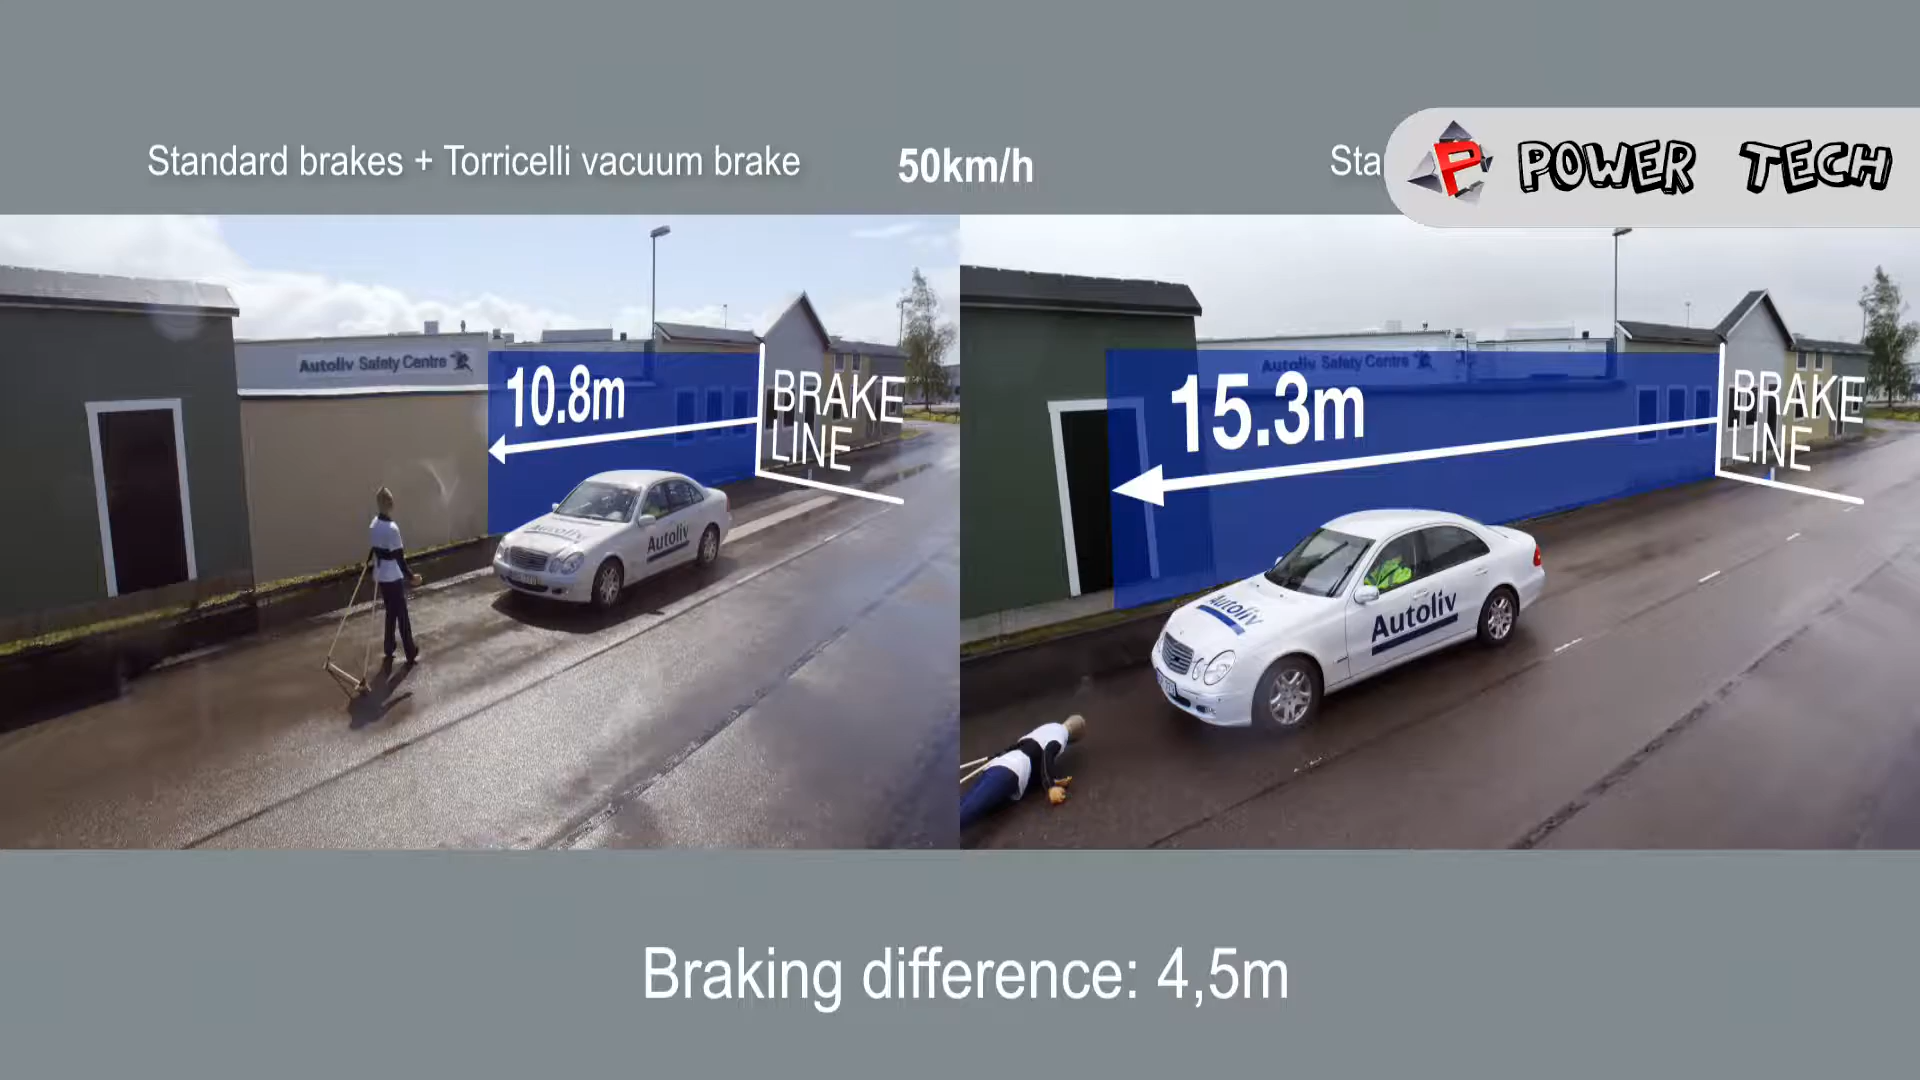 Standard brakes + Torricelli vacuum brake
50km/h
Sta
POWER TECH
Autoliv Safety Centre
10.8m
BRAKE
LINE
Autoliv
Autoliv
Autoliv Safety Centre
15.3m
BRAKE
LINE
Autoliv
Autoliv
Braking difference: 4,5m